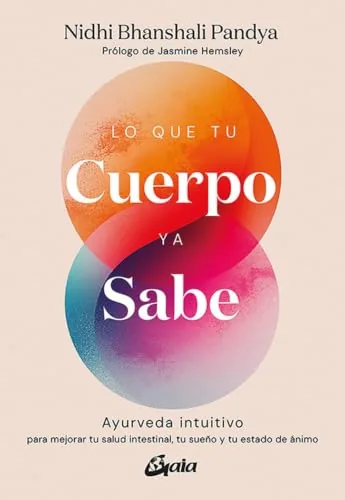 Nidhi Bhanshali Pandya
Prólogo de Jasmine Hemsley
LO QUE TU
Cuerpo
YA
Sabe
Ayurveda intuitivo
para mejorar tu salud intestinal, tu sueño y tu estado de ánimo
Gaia